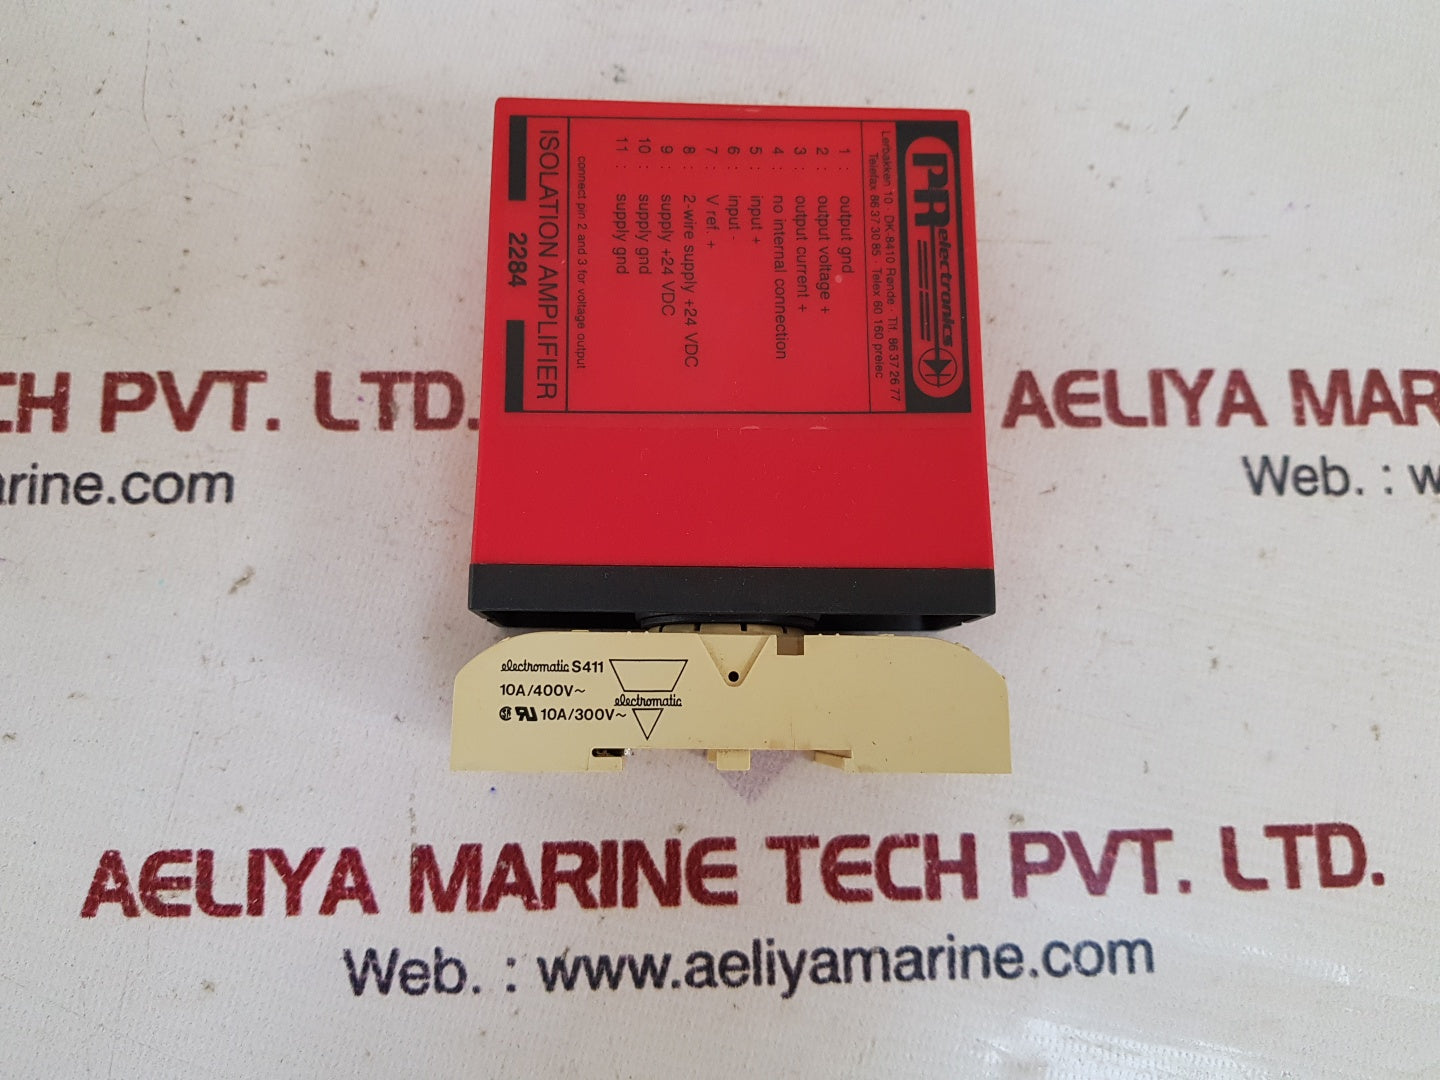 PR electronics
Lerbakken 10 · DK-8410 Rønde · Tlf. 86 37 26 77
Telefax 86 37 30 85 · Telex 60 160 prelec
1 : output gnd
2 : output voltage +
3 : output current +
4 : no internal connection
5 : input +
6 : input -
7 : V ref. +
8 : 2-wire supply +24 VDC
9 : supply +24 VDC
10 : supply gnd
11 : supply gnd
connect pin 2 and 3 for voltage output
ISOLATION AMPLIFIER
2284
CH PVT. LTD.
arine.com
AELIYA MAR
Web. : w
electromatic S411
10A/400V~
electromatic
10A/300V~
AELIYA MARINE TECH PVT. LTD.
Web. : www.aeliyamarine.com